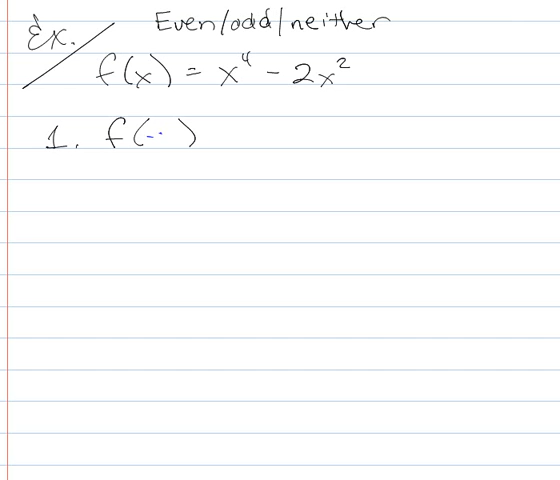 Ex. Even/odd/neither
f(x) = x⁴ - 2x²
1. f(- )